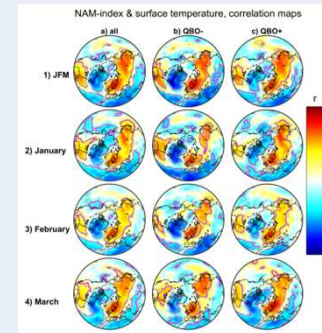 NAM-index & surface temperature, correlation maps
a) all b) QBO- c) QBO+
r
1) JFM
2) January
3) February
4) March